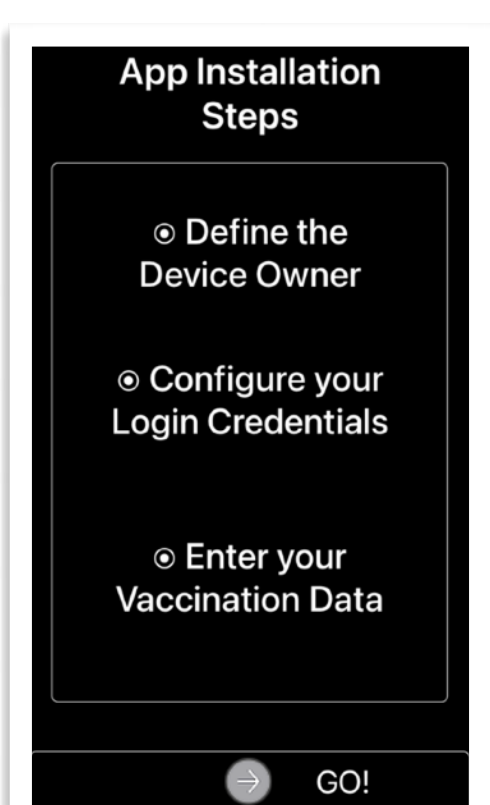 App Installation
Steps
⦿ Define the
Device Owner
⦿ Configure your
Login Credentials
⦿ Enter your
Vaccination Data
→ GO!